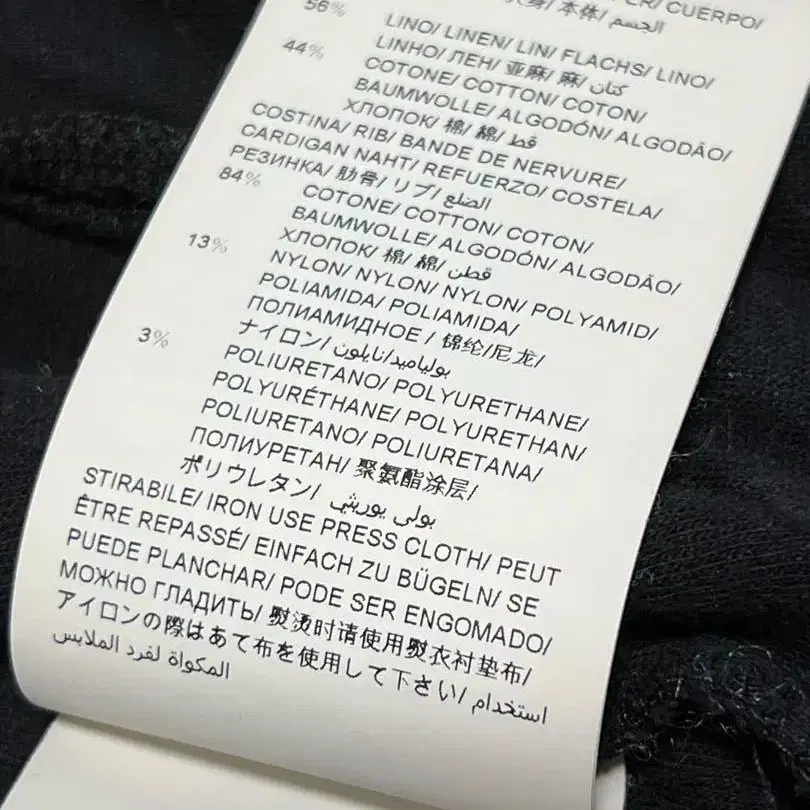 CUERPO/
本体/ الجسم
56% LINO/ LINEN/ LIN/ FLACHS/ LINO/
LINHO/ ЛЕН/ 亚麻/ 麻/ كتان
44% COTONE/ COTTON/ COTON/
BAUMWOLLE/ ALGODÓN/ ALGODÃO/
ХЛОПОК/ 棉/ 綿/ قط
COSTINA/ RIB/ BANDE DE NERVURE/
CARDIGAN NAHT/ REFUERZO/ COSTELA/
РЕЗИНКА/ 肋骨/ リブ/ الضلع
84% COTONE/ COTTON/ COTON/
BAUMWOLLE/ ALGODÓN/ ALGODÃO/
ХЛОПОК/ 棉/ 綿/ قطن
13% NYLON/ NYLON/ NYLON/ POLYAMID/
POLIAMIDA/ POLIAMIDA/
ПОЛИАМИДНОЕ / 锦纶/尼龙/
ナイロン/ بولياميد/نايلون
3% POLIURETANO/ POLYURETHANE/
POLYURÉTHANE/ POLYURETHAN/
POLIURETANO/ POLIURETANA/
ПОЛИУРЕТАН/ 聚氨酯涂层/
ポリウレタン/ بولى يوريثي
STIRABILE/ IRON USE PRESS CLOTH/ PEUT
ÊTRE REPASSÉ/ EINFACH ZU BÜGELN/ SE
PUEDE PLANCHAR/ PODE SER ENGOMADO/
МОЖНО ГЛАДИТЬ/ 熨烫时请使用熨衣衬垫布/
アイロンの際はあて布を使用して下さい/ استخدام
المكواة لفرد الملابس